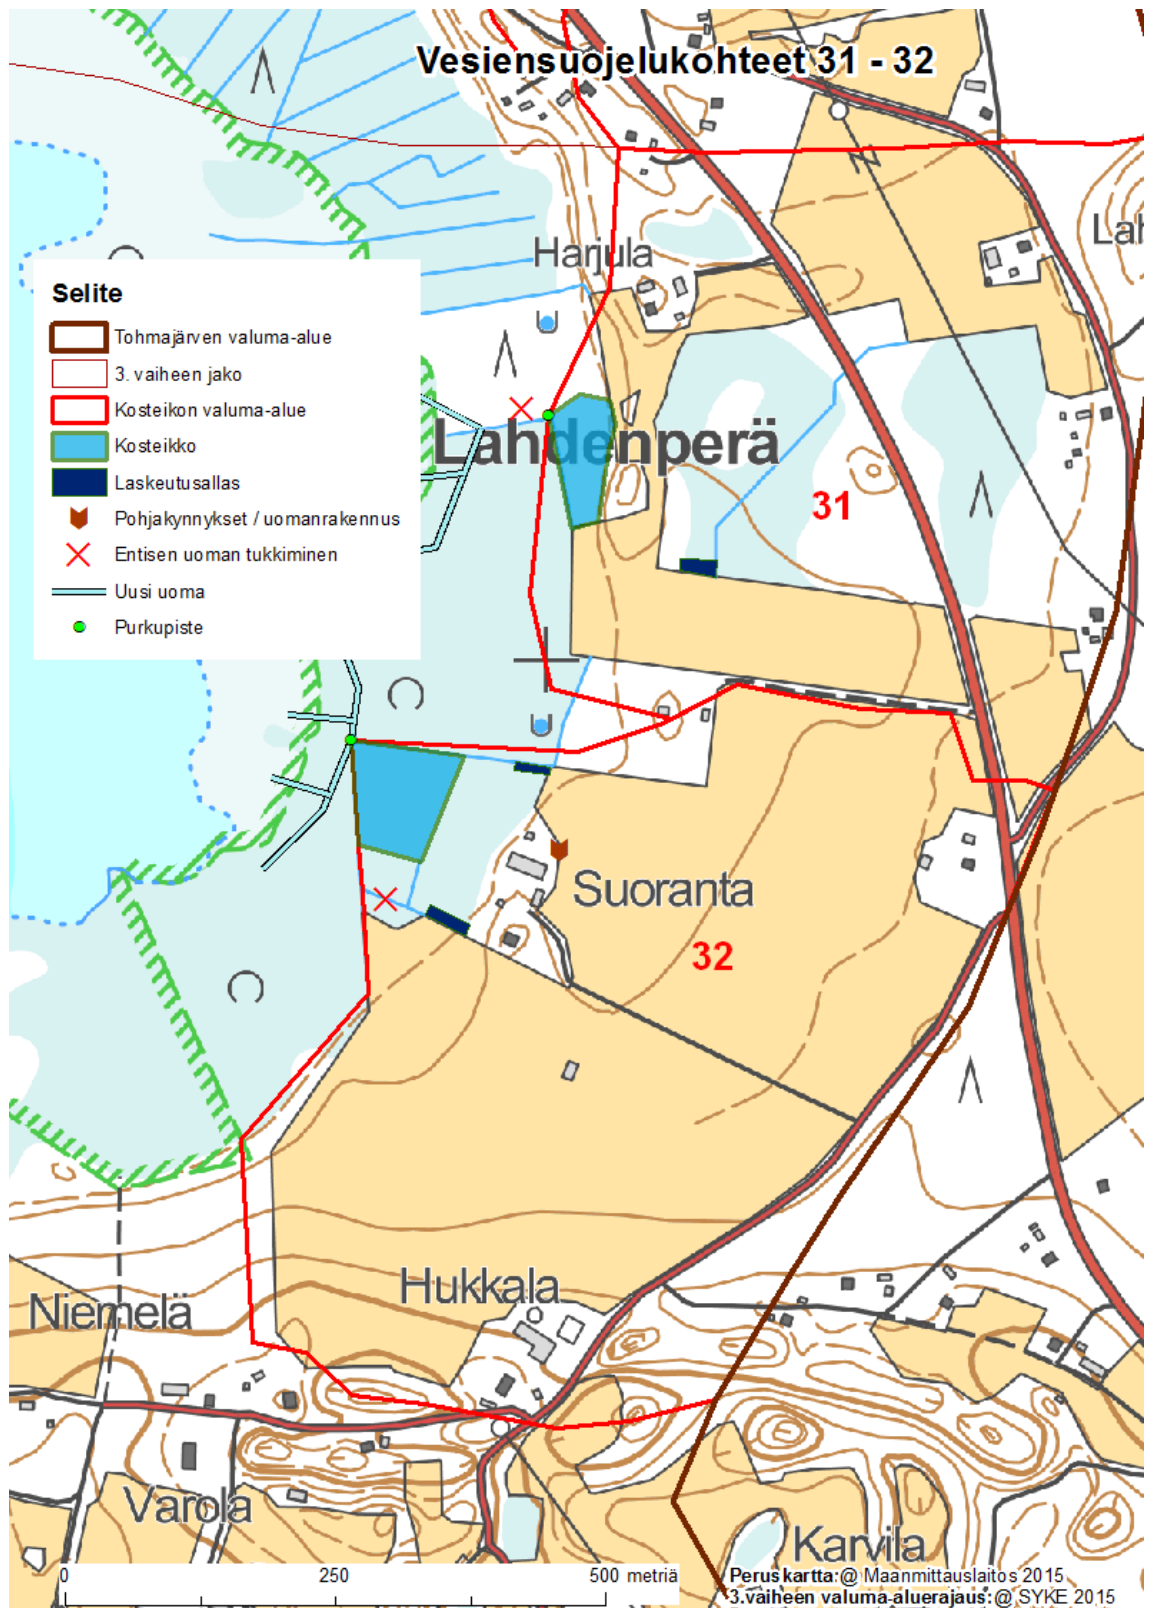 Vesiensuojelukohteet 31 - 32
Lah
Harjula
Selite
Tohmajärven valuma-alue
3. vaiheen jako
Kosteikon valuma-alue
Kosteikko
Laskeutusallas
Pohjakynnykset / uomanrakennus
Entisen uoman tukkiminen
Uusi uoma
Purkupiste
Lahdenperä
31
Suoranta
32
Hukkala
Niemelä
Varola
Karvila
0 250 500 metriä
Peruskartta:@ Maanmittauslaitos 2015
3.vaiheen valuma-aluerajaus:@ SYKE 2015